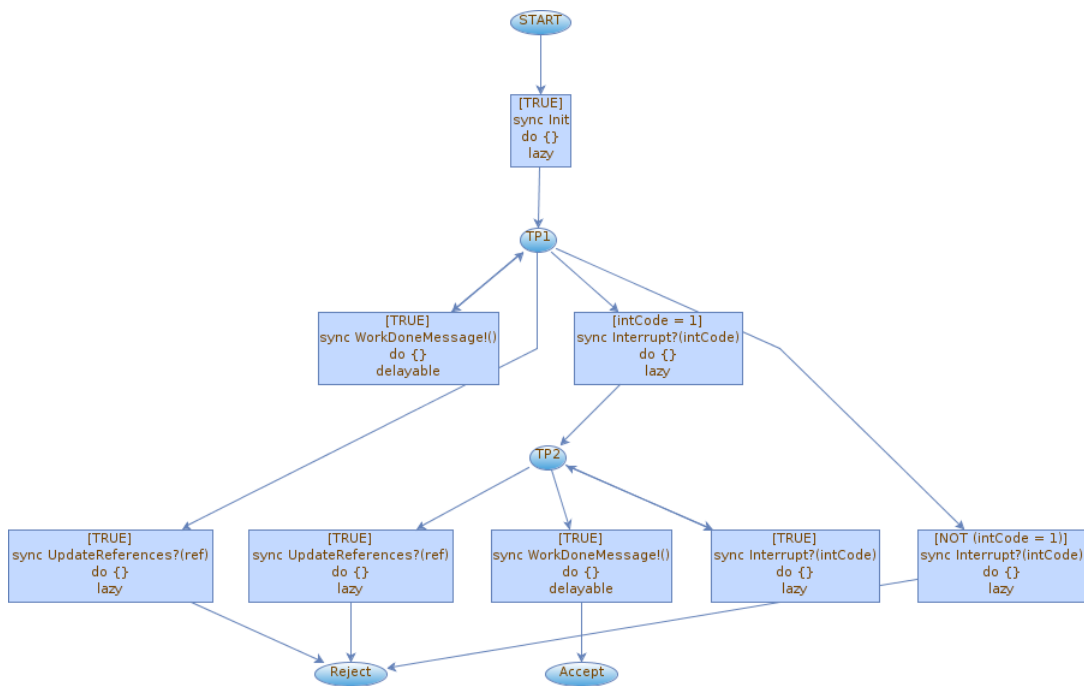 START
[TRUE]
sync Init
do {}
lazy
TP1
[TRUE]
sync WorkDoneMessage!()
do {}
delayable
[intCode = 1]
sync Interrupt?(intCode)
do {}
lazy
TP2
[TRUE]
sync UpdateReferences?(ref)
do {}
lazy
[TRUE]
sync UpdateReferences?(ref)
do {}
lazy
[TRUE]
sync WorkDoneMessage!()
do {}
delayable
[TRUE]
sync Interrupt?(intCode)
do {}
lazy
[NOT (intCode = 1)]
sync Interrupt?(intCode)
do {}
lazy
Reject
Accept